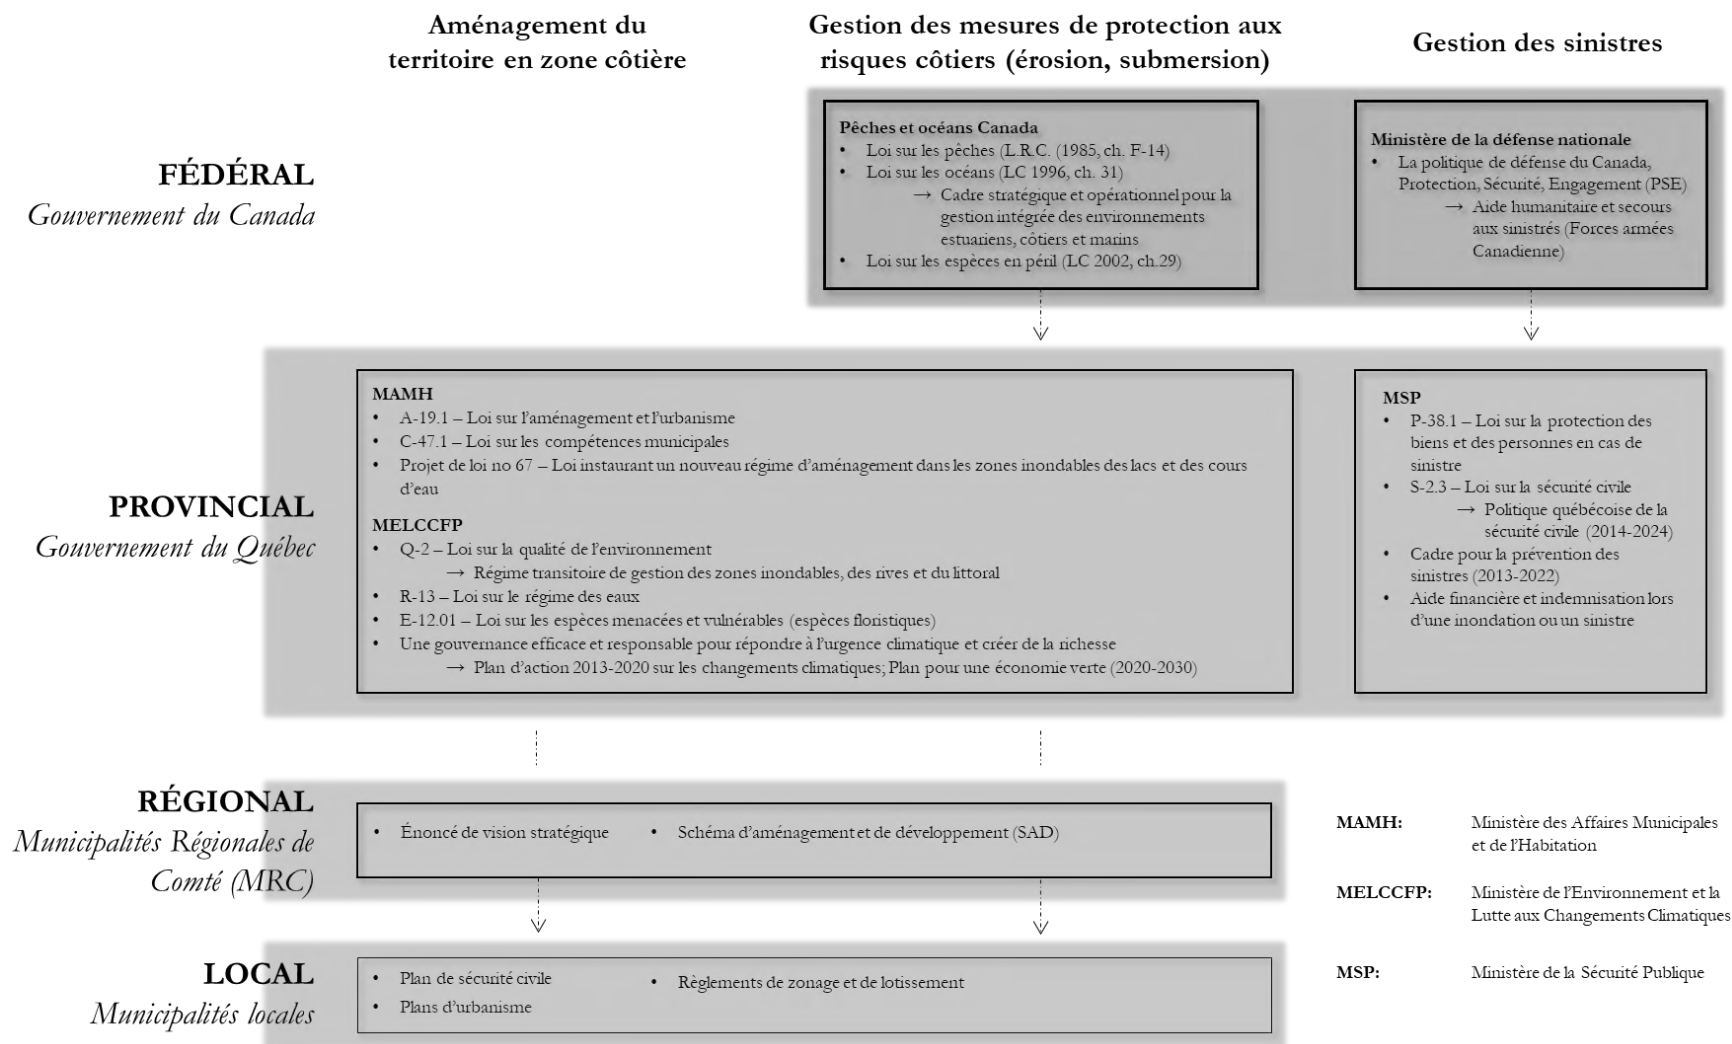 Aménagement du
territoire en zone côtière
Gestion des mesures de protection aux
risques côtiers (érosion, submersion)
Gestion des sinistres
FÉDÉRAL
Gouvernement du Canada
Pêches et océans Canada
• Loi sur les pêches (L.R.C. (1985, ch. F-14)
• Loi sur les océans (LC 1996, ch. 31)
→ Cadre stratégique et opérationnel pour la
gestion intégrée des environnements
estuariens, côtiers et marins
• Loi sur les espèces en péril (LC 2002, ch.29)
Ministère de la défense nationale
• La politique de défense du Canada,
Protection, Sécurité, Engagement (PSE)
→ Aide humanitaire et secours
aux sinistrés (Forces armées
Canadienne)
PROVINCIAL
Gouvernement du Québec
MAMH
• A-19.1 – Loi sur l’aménagement et l’urbanisme
• C-47.1 – Loi sur les compétences municipales
• Projet de loi no 67 – Loi instaurant un nouveau régime d’aménagement dans les zones inondables des lacs et des cours
d’eau
MELCCFP
• Q-2 – Loi sur la qualité de l’environnement
→ Régime transitoire de gestion des zones inondables, des rives et du littoral
• R-13 – Loi sur le régime des eaux
• E-12.01 – Loi sur les espèces menacées et vulnérables (espèces floristiques)
• Une gouvernance efficace et responsable pour répondre à l’urgence climatique et créer de la richesse
→ Plan d’action 2013-2020 sur les changements climatiques; Plan pour une économie verte (2020-2030)
MSP
• P-38.1 – Loi sur la protection des
biens et des personnes en cas de
sinistre
• S-2.3 – Loi sur la sécurité civile
→ Politique québécoise de la
sécurité civile (2014-2024)
• Cadre pour la prévention des
sinistres (2013-2022)
• Aide financière et indemnisation lors
d’une inondation ou un sinistre
RÉGIONAL
Municipalités Régionales de
Comté (MRC)
• Énoncé de vision stratégique
• Schéma d’aménagement et de développement (SAD)
LOCAL
Municipalités locales
• Plan de sécurité civile
• Plans d’urbanisme
• Règlements de zonage et de lotissement
MAMH: Ministère des Affaires Municipales
et de l’Habitation
MELCCFP: Ministère de l’Environnement et la
Lutte aux Changements Climatiques
MSP: Ministère de la Sécurité Publique